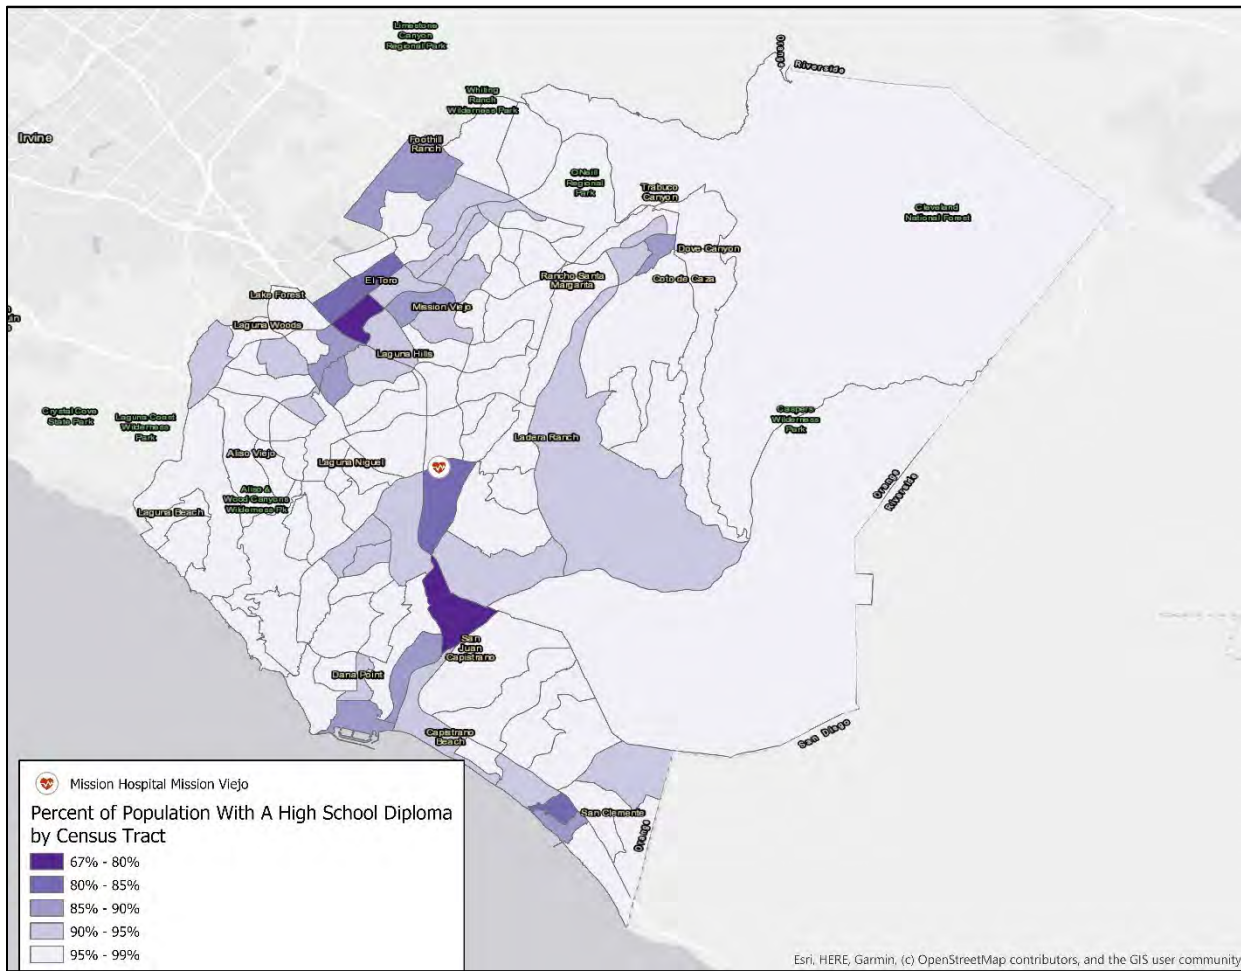 Limestone
Canyon
Regional Park
Orange
Riverside
Whiting
Ranch
Wilderness Park
Irvine
Foothill
Ranch
O'Neill
Regional
Park
Trabuco
Canyon
Cleveland
National Forest
Dove Canyon
El Toro
Rancho Santa
Margarita
Coto de Caza
Lake Forest
Mission Viejo
Laguna Woods
Laguna Hills
Crystal Cove
State Park
Laguna Coast
Wilderness
Park
Caspers
Wilderness
Park
Ladera Ranch
Aliso Viejo
Laguna Niguel
Aliso &
Wood Canyons
Wilderness Pk
Laguna Beach
Orange
Riverside
San
Juan
Capistrano
Dana Point
Capistrano
Beach
San Diego
San Clemente
Orange
Mission Hospital Mission Viejo
Percent of Population With A High School Diploma
by Census Tract
67% - 80%
80% - 85%
85% - 90%
90% - 95%
95% - 99%
Esri, HERE, Garmin, (c) OpenStreetMap contributors, and the GIS user community